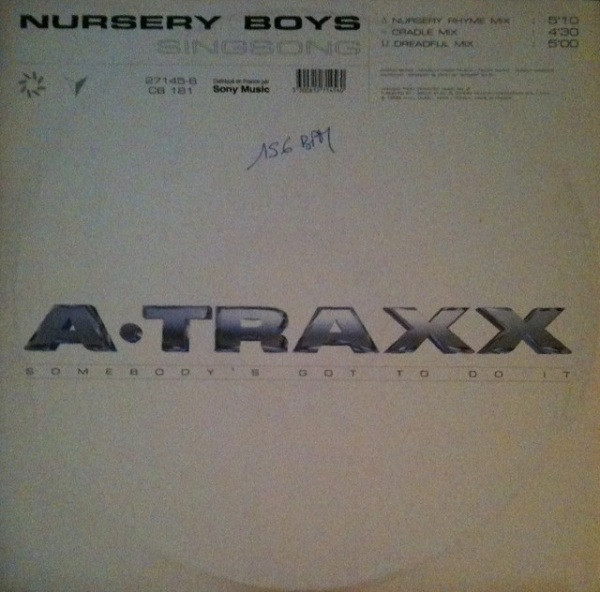 NURSERY BOYS
SINGSONG
A NURSERY RHYME MIX : 5'10
CRADLE MIX : 4'30
DREADFUL MIX : 5'00
27145-6
CB 181
Distribué en France par
Sony Music
156 BPM
A•TRAXX
SOMEBODY'S GOT TO DO IT